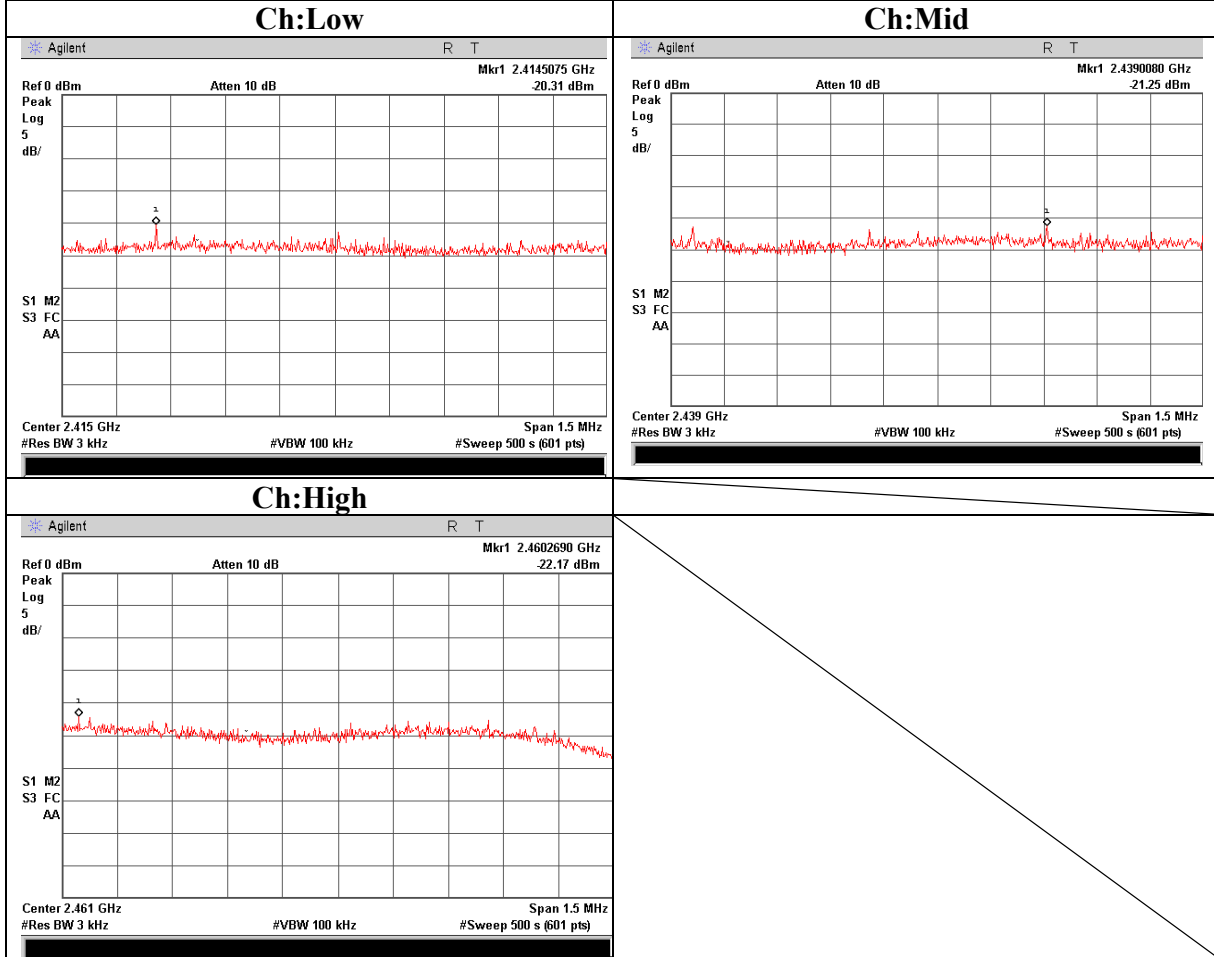 Ch:Low
Agilent R T
Mkr1 2.4145075 GHz
Ref 0 dBm Atten 10 dB -20.31 dBm
Peak
Log
5
dB/
1
S1 M2
S3 FC
AA
Center 2.415 GHz Span 1.5 MHz
#Res BW 3 kHz #VBW 100 kHz #Sweep 500 s (601 pts)
Ch:Mid
Agilent R T
Mkr1 2.4390080 GHz
Ref 0 dBm Atten 10 dB -21.25 dBm
Peak
Log
5
dB/
1
S1 M2
S3 FC
AA
Center 2.439 GHz Span 1.5 MHz
#Res BW 3 kHz #VBW 100 kHz #Sweep 500 s (601 pts)
Ch:High
Agilent R T
Mkr1 2.4602690 GHz
Ref 0 dBm Atten 10 dB -22.17 dBm
Peak
Log
5
dB/
1
S1 M2
S3 FC
AA
Center 2.461 GHz Span 1.5 MHz
#Res BW 3 kHz #VBW 100 kHz #Sweep 500 s (601 pts)